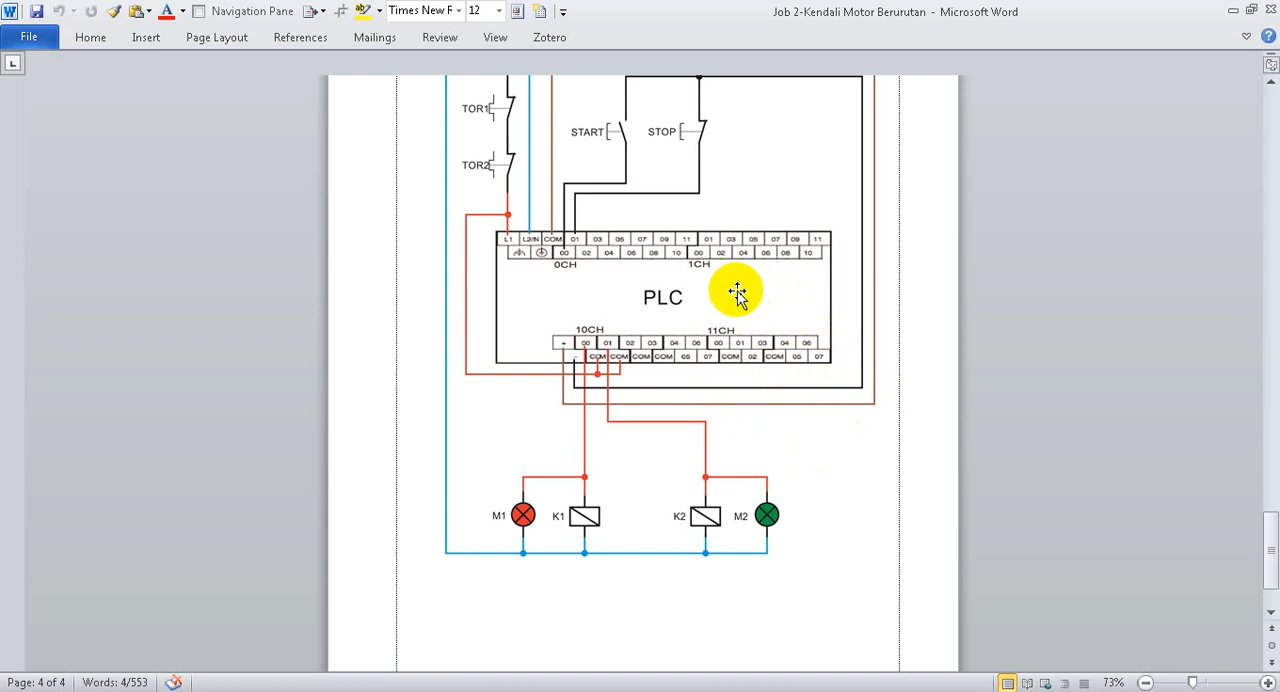 Navigation Pane
Times New F
12
Job 2-Kendali Motor Berurutan - Microsoft Word
File
Home
Insert
Page Layout
References
Mailings
Review
View
Zotero
TOR1
START
STOP
TOR2
L1 L2/N COM 01 03 05 07 09 11 01 03 05 07 09 11
00 02 04 06 08 10 00 02 04 06 08 10
0CH
1CH
PLC
10CH
11CH
+ 00 01 02 03 04 06 00 01 03 04 06
- COM COM COM COM 05 07 COM 02 COM 05 07
M1
K1
K2
M2
Page: 4 of 4
Words: 4/553
73%